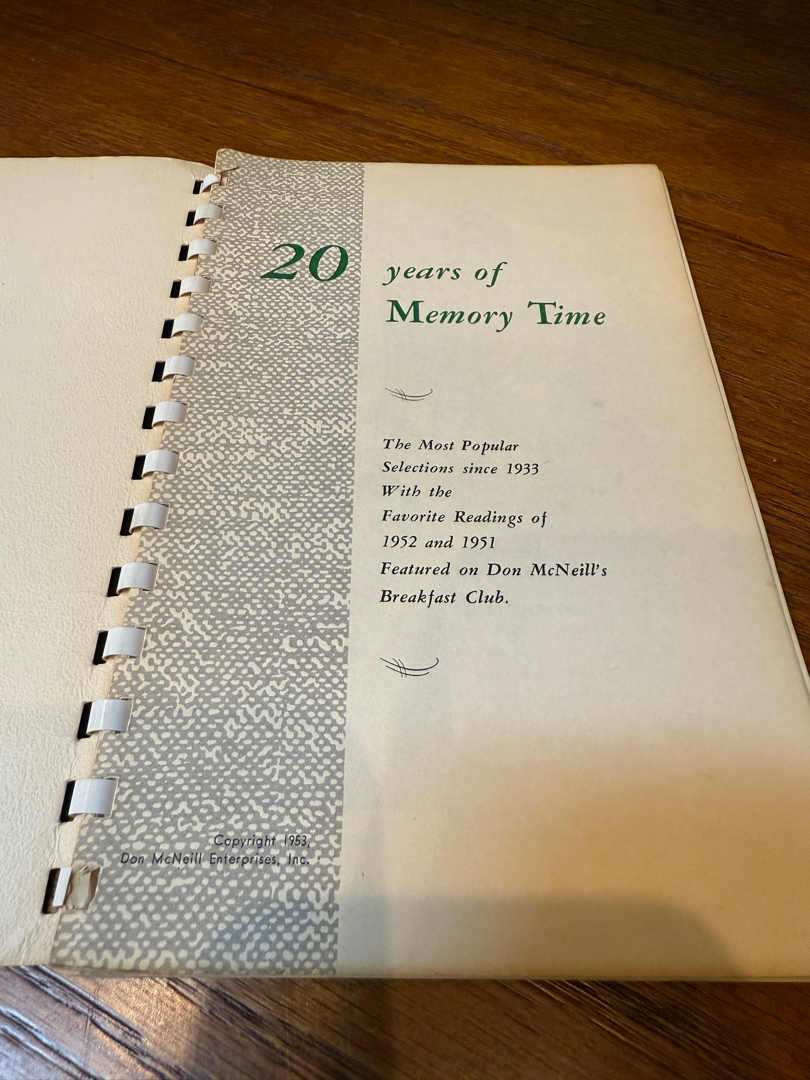 20 years of
Memory Time
The Most Popular
Selections since 1933
With the
Favorite Readings of
1952 and 1951
Featured on Don McNeill's
Breakfast Club.
Copyright 1953,
Don McNeill Enterprises, Inc.